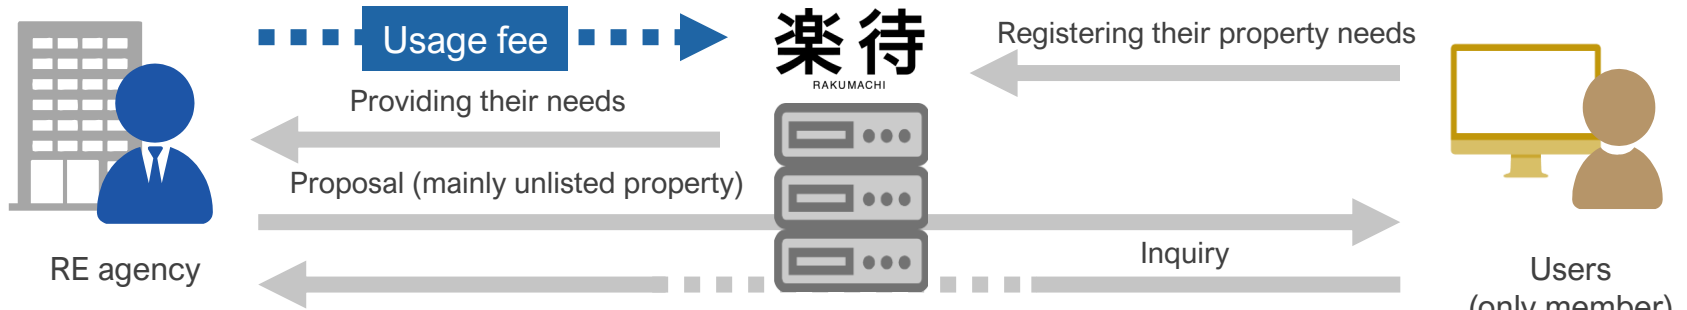 Usage fee
楽待
RAKUMACHI
Registering their property needs
Providing their needs
Proposal (mainly unlisted property)
Inquiry
RE agency
Users
(only member)